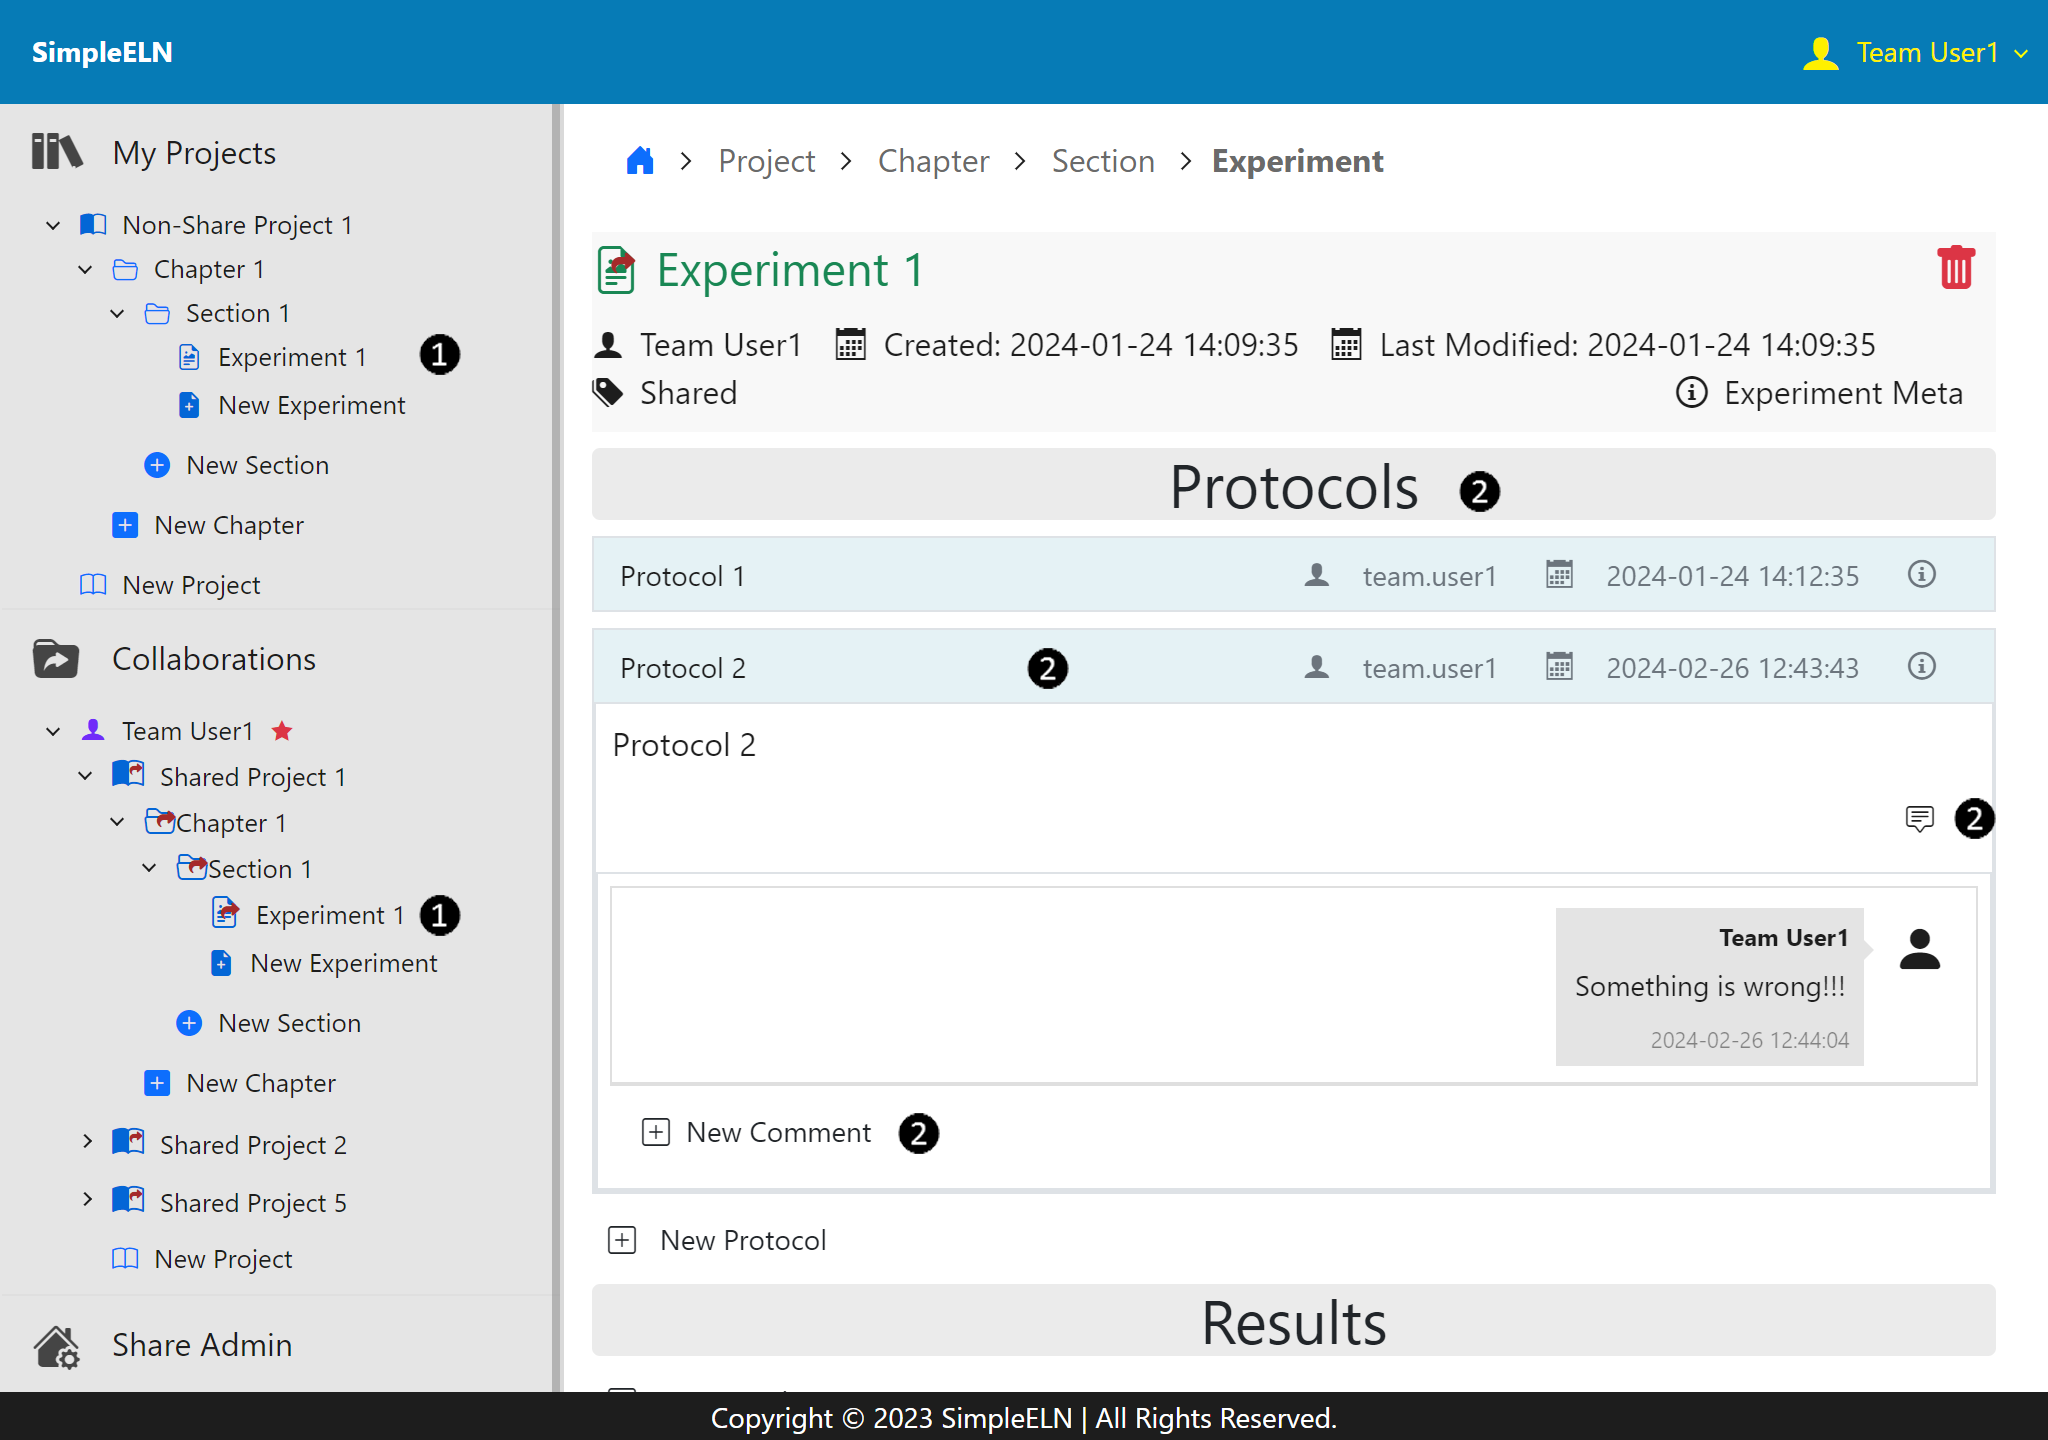 SimpleELN
Team User1
My Projects
Non-Share Project 1
Chapter 1
Section 1
Experiment 1 1
New Experiment
New Section
New Chapter
New Project
Collaborations
Team User1
Shared Project 1
Chapter 1
Section 1
Experiment 1 1
New Experiment
New Section
New Chapter
Shared Project 2
Shared Project 5
New Project
Share Admin
Project Chapter Section Experiment
Experiment 1
Team User1 Created: 2024-01-24 14:09:35 Last Modified: 2024-01-24 14:09:35
Shared Experiment Meta
Protocols 2
Protocol 1 team.user1 2024-01-24 14:12:35
Protocol 2 2 team.user1 2024-02-26 12:43:43
Protocol 2
2
Team User1
Something is wrong!!!
2024-02-26 12:44:04
New Comment 2
New Protocol
Results
Copyright © 2023 SimpleELN | All Rights Reserved.